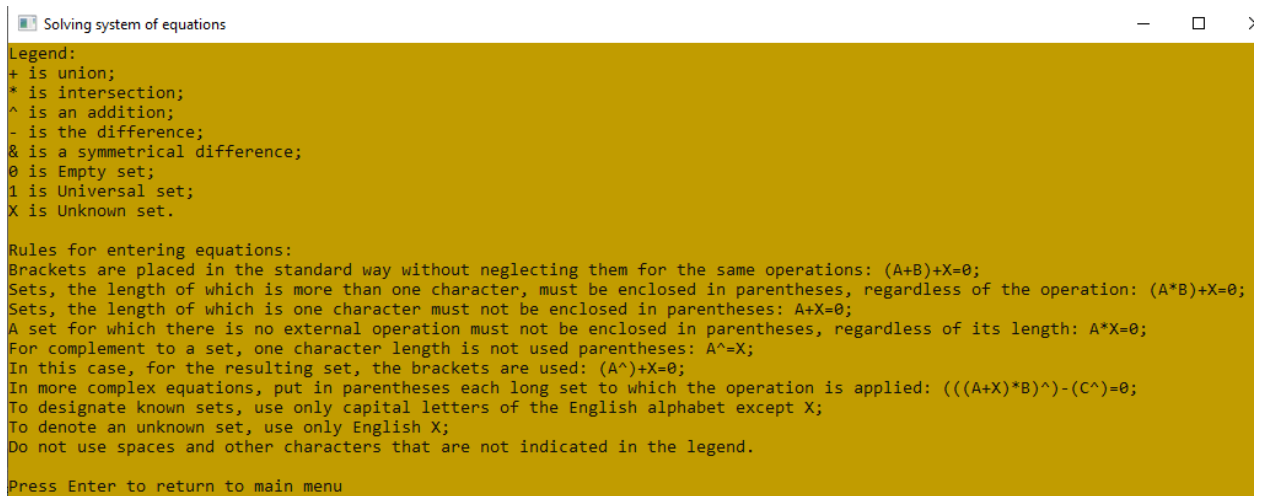 Solving system of equations
Legend:
+ is union;
* is intersection;
^ is an addition;
- is the difference;
& is a symmetrical difference;
0 is Empty set;
1 is Universal set;
X is Unknown set.
Rules for entering equations:
Brackets are placed in the standard way without neglecting them for the same operations: (A+B)+X=0;
Sets, the length of which is more than one character, must be enclosed in parentheses, regardless of the operation: (A*B)+X=0;
Sets, the length of which is one character must not be enclosed in parentheses: A+X=0;
A set for which there is no external operation must not be enclosed in parentheses, regardless of its length: A*X=0;
For complement to a set, one character length is not used parentheses: A^=X;
In this case, for the resulting set, the brackets are used: (A^)+X=0;
In more complex equations, put in parentheses each long set to which the operation is applied: (((A+X)*B)^)-(C^)=0;
To designate known sets, use only capital letters of the English alphabet except X;
To denote an unknown set, use only English X;
Do not use spaces and other characters that are not indicated in the legend.
Press Enter to return to main menu